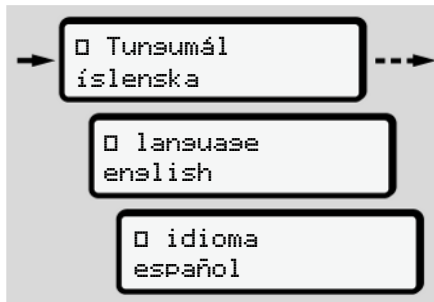 ▯ Tungumál
íslenska
▯ language
english
▯ idioma
español